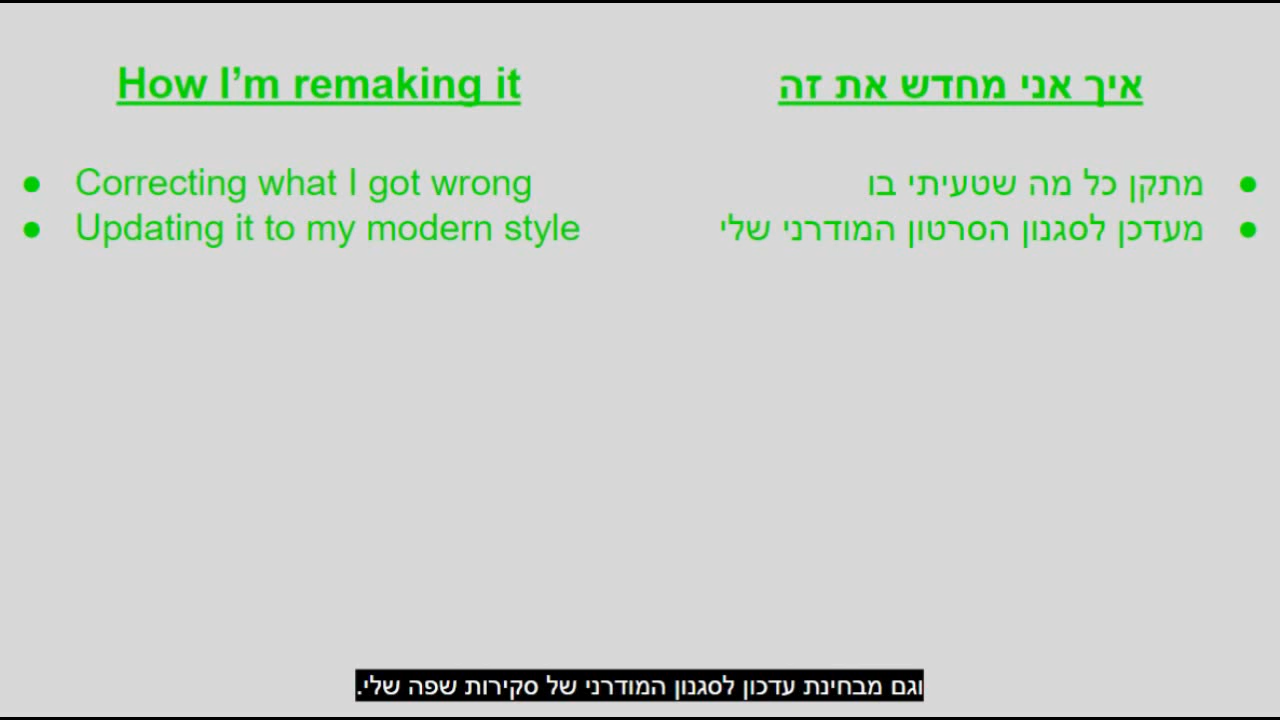 How I'm remaking it
● Correcting what I got wrong
● Updating it to my modern style
איך אני מחדש את זה
● מתקן כל מה שטעיתי בו
● מעדכן לסגנון הסרטון המודרני שלי
וגם מבחינת עדכון לסגנון המודרני של סקירות שפה שלי.